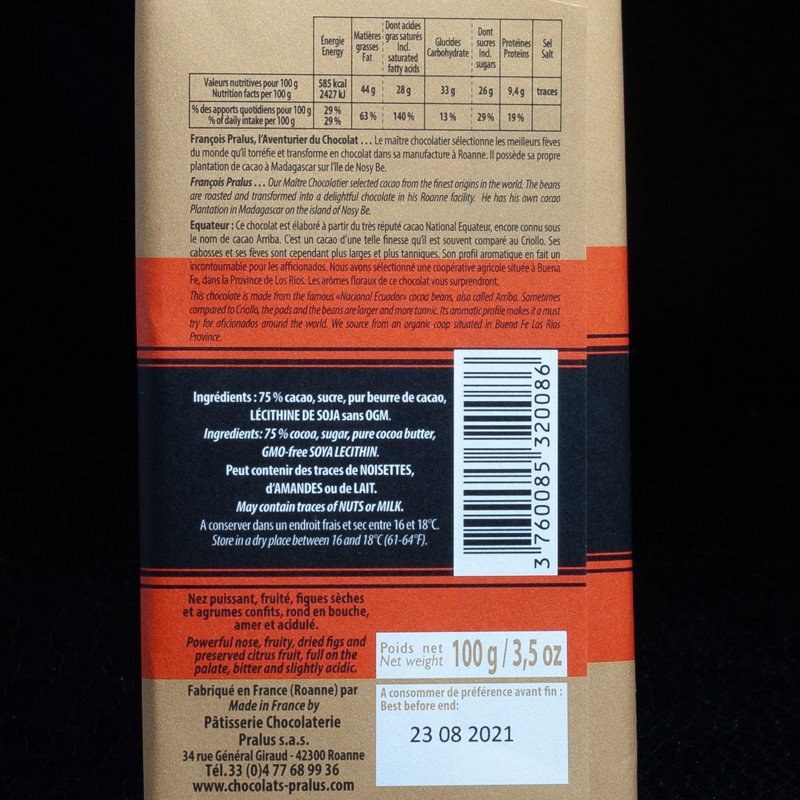 Énergie Energy
Matières grasses Fat
Dont acides gras saturés Incl. saturated fatty acids
Glucides Carbohydrate
Dont sucres Incl. sugars
Protéines Proteins
Sel Salt
Valeurs nutritives pour 100 g 585 kcal 44 g 28 g 33 g 26 g 9,4 g traces
Nutrition facts per 100 g 2427 kJ
% des apports quotidiens pour 100 g 29 % 63 % 140 % 13 % 29 % 19 %
% of daily intake per 100 g 29 %
François Pralus, l'Aventurier du Chocolat . . . Le maître chocolatier sélectionne les meilleurs fèves
du monde qu'il torréfie et transforme en chocolat dans sa manufacture à Roanne. Il possède sa propre
plantation de cacao à Madagascar sur l'île de Nosy Be.
François Pralus . . . Our Maître Chocolatier selected cacao from the finest origins in the world. The beans
are roasted and transformed into a delightful chocolate in his Roanne facility. He has his own cacao
Plantation in Madagascar on the island of Nosy Be.
Equateur : Ce chocolat est élaboré à partir du très réputé cacao National Equateur, encore connu sous
le nom de cacao Arriba. C'est un cacao d'une telle finesse qu'il est souvent comparé au Criollo. Ses
cabosses et ses fèves sont cependant plus larges et plus tanniques. Son profil aromatique en fait un
incontournable pour les afficionados. Nous avons sélectionné une coopérative agricole située à Buena
Fe, dans la Province de Los Rios. Les arômes floraux de ce chocolat vous surprendront.
This chocolate is made from the famous «Nacional Ecuador» cocoa beans, also called Arriba. Sometimes
compared to Criollo, the pods and the beans are larger and more tannic. Its aromatic profile makes it a must
try for aficionados around the world. We source from an organic coop situated in Buena Fe Los Rios
Province.
Ingrédients : 75 % cacao, sucre, pur beurre de cacao,
LÉCITHINE DE SOJA sans OGM.
Ingredients: 75 % cocoa, sugar, pure cocoa butter,
GMO-free SOYA LECITHIN.
Peut contenir des traces de NOISETTES,
d'AMANDES ou de LAIT.
May contain traces of NUTS or MILK.
A conserver dans un endroit frais et sec entre 16 et 18°C.
Store in a dry place between 16 and 18°C (61-64°F).
3 760085 320086
Nez puissant, fruité, figues sèches
et agrumes confits, rond en bouche,
amer et acidulé.
Powerful nose, fruity, dried figs and
preserved citrus fruit, full on the
palate, bitter and slightly acidic.
Poids net
Net weight 100 g / 3,5 oz
Fabriqué en France (Roanne) par
Made in France by
Pâtisserie Chocolaterie
Pralus s.a.s.
34 rue Général Giraud - 42300 Roanne
Tél.33 (0)4 77 68 99 36
www.chocolats-pralus.com
A consommer de préférence avant fin :
Best before end:
23 08 2021